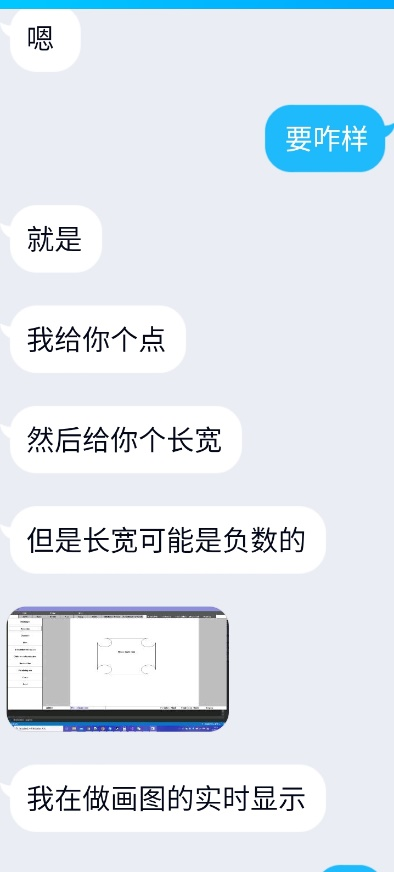 嗯
要咋样
就是
我给你个点
然后给你个长宽
但是长宽可能是负数的
我在做画图的实时显示